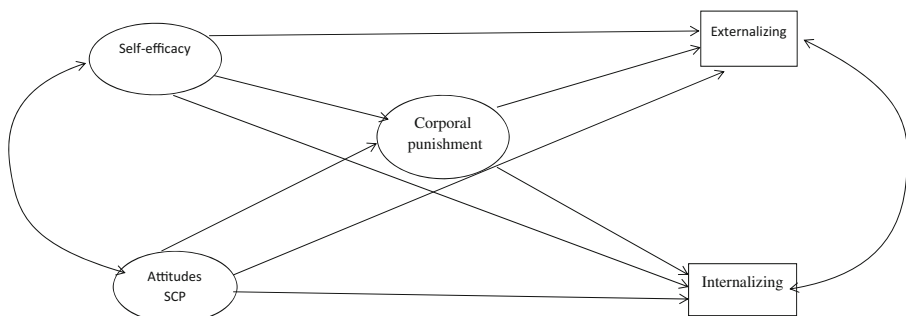 Self-efficacy
Externalizing
Corporal
punishment
Attitudes
SCP
Internalizing